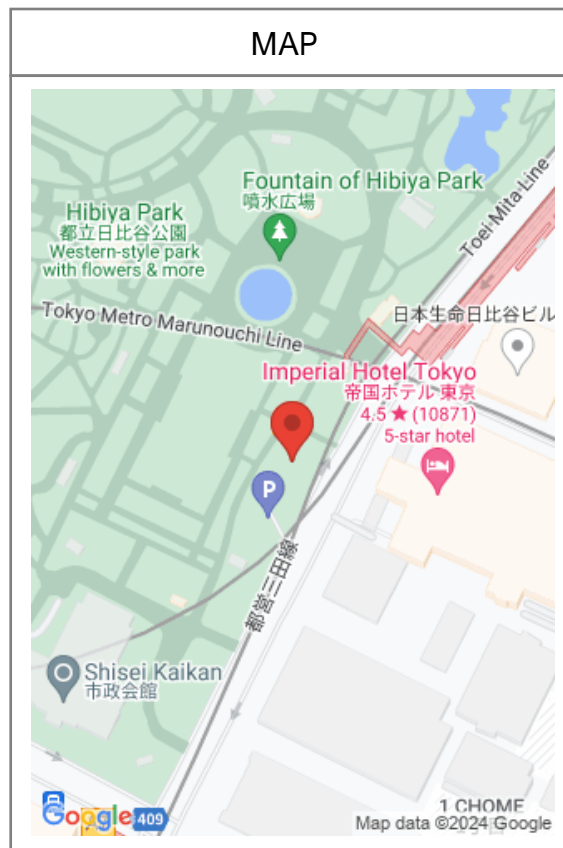 MAP
Fountain of Hibiya Park
噴水広場
Hibiya Park
都立日比谷公園
Western-style park
with flowers & more
Toei Mita Line
Tokyo Metro Marunouchi Line
日本生命日比谷ビル
Imperial Hotel Tokyo
帝国ホテル 東京
4.5 ★ (10871)
5-star hotel
P
都営三田線
Shisei Kaikan
市政会館
Google
409
1 CHOME
Map data ©2024 Google